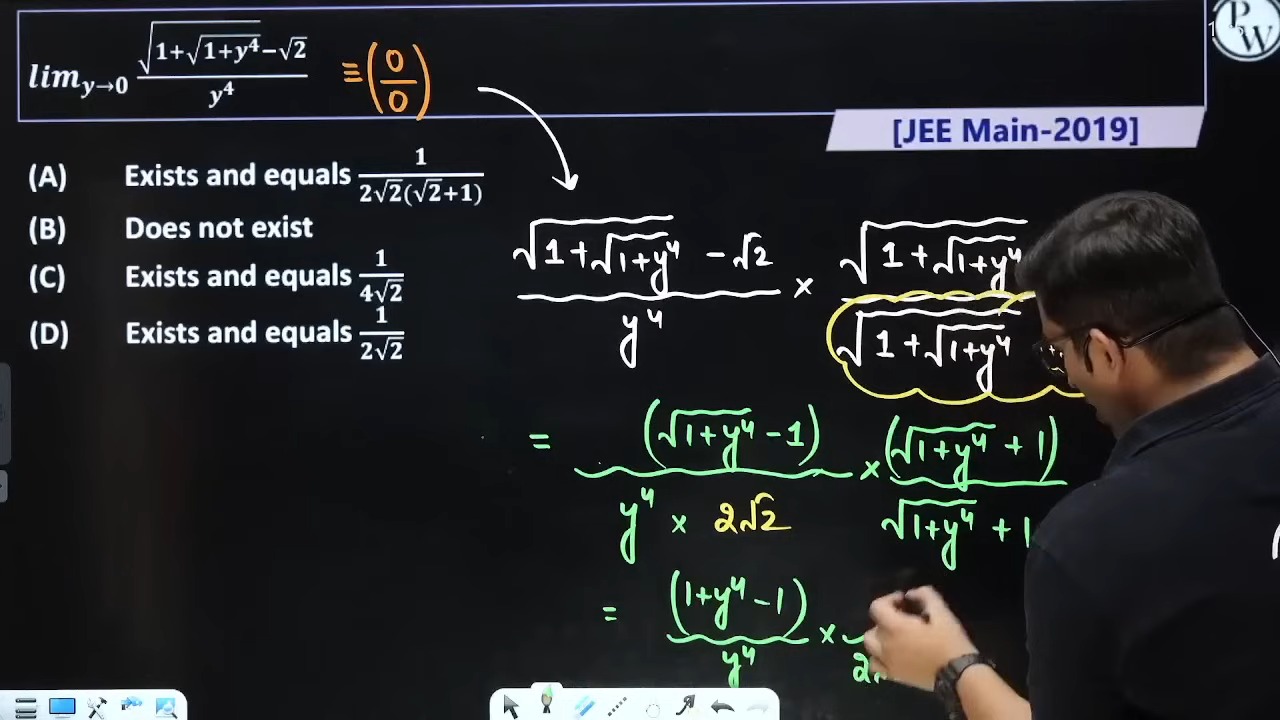 lim y→0 (√(1+√(1+y⁴)) − √2) / y⁴ ≡ (0/0)
P
W
[JEE Main-2019]
(A) Exists and equals 1/(2√2(√2+1))
(B) Does not exist
(C) Exists and equals 1/(4√2)
(D) Exists and equals 1/(2√2)
(√(1+√(1+y⁴)) − √2) / y⁴ × √(1+√(1+y⁴)) / √(1+√(1+y⁴))
= (√(1+y⁴) − 1) / (y⁴ × 2√2) × (√(1+y⁴) + 1) / (√(1+y⁴) + 1
= (1+y⁴ − 1) / y⁴ × 2